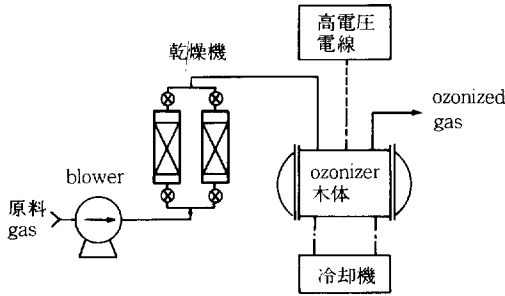 高電圧
電線
乾燥機
ozonized
gas
blower
ozonizer
木体
原料
gas
冷却機